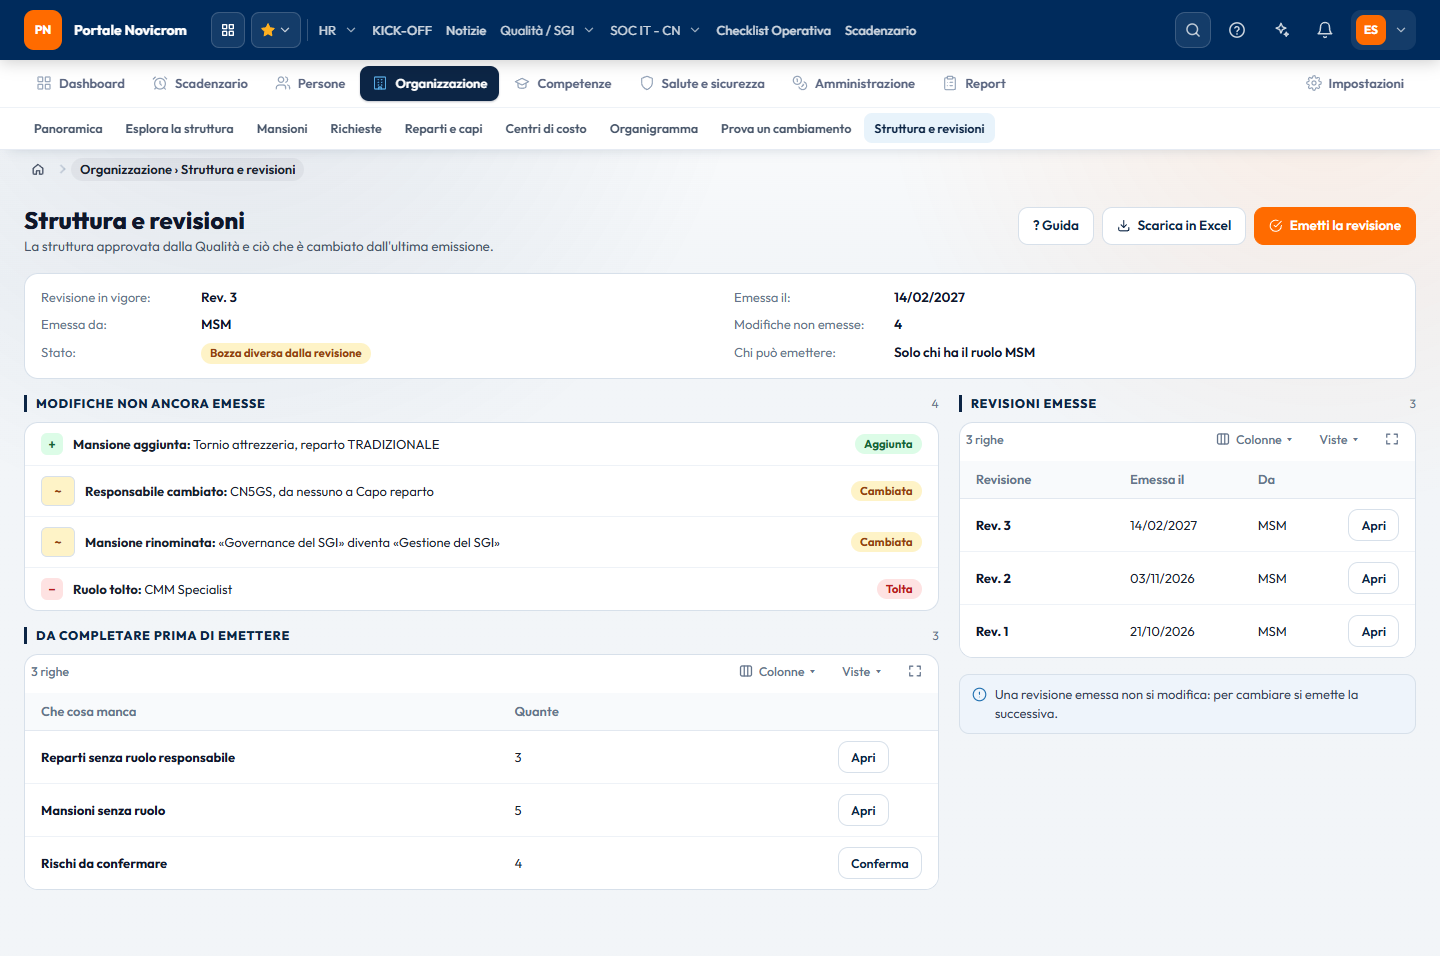 PN Portale Novicrom HR KICK-OFF Notizie Qualità / SGI SOC IT - CN Checklist Operativa Scadenzario ES
Dashboard Scadenzario Persone Organizzazione Competenze Salute e sicurezza Amministrazione Report Impostazioni
Panoramica Esplora la struttura Mansioni Richieste Reparti e capi Centri di costo Organigramma Prova un cambiamento Struttura e revisioni
Organizzazione › Struttura e revisioni
Struttura e revisioni
La struttura approvata dalla Qualità e ciò che è cambiato dall'ultima emissione.
? Guida Scarica in Excel Emetti la revisione
Revisione in vigore: Rev. 3 Emessa il: 14/02/2027
Emessa da: MSM Modifiche non emesse: 4
Stato: Bozza diversa dalla revisione Chi può emettere: Solo chi ha il ruolo MSM
MODIFICHE NON ANCORA EMESSE 4
+ Mansione aggiunta: Tornio attrezzeria, reparto TRADIZIONALE Aggiunta
~ Responsabile cambiato: CN5GS, da nessuno a Capo reparto Cambiata
~ Mansione rinominata: «Governance del SGI» diventa «Gestione del SGI» Cambiata
− Ruolo tolto: CMM Specialist Tolta
DA COMPLETARE PRIMA DI EMETTERE 3
3 righe Colonne Viste
Che cosa manca Quante
Reparti senza ruolo responsabile 3 Apri
Mansioni senza ruolo 5 Apri
Rischi da confermare 4 Conferma
REVISIONI EMESSE 3
3 righe Colonne Viste
Revisione Emessa il Da
Rev. 3 14/02/2027 MSM Apri
Rev. 2 03/11/2026 MSM Apri
Rev. 1 21/10/2026 MSM Apri
Una revisione emessa non si modifica: per cambiare si emette la
successiva.